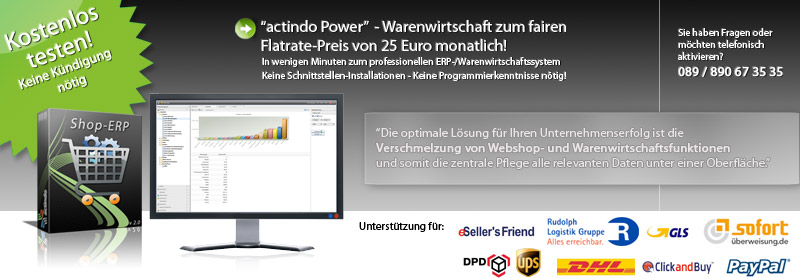 Kostenlos
testen!
Keine Kündigung
nötig
"actindo Power" - Warenwirtschaft zum fairen
Flatrate-Preis von 25 Euro monatlich!
In wenigen Minuten zum professionellen ERP-/Warenwirtschaftssystem
Keine Schnittstellen-Installationen - Keine Programmierkenntnisse nötig!
Sie haben Fragen oder
möchten telefonisch
aktivieren?
089 / 890 67 35 35
Shop-ERP
actindo
"Die optimale Lösung für Ihren Unternehmenserfolg ist die
Verschmelzung von Webshop- und Warenwirtschaftsfunktionen
und somit die zentrale Pflege alle relevanten Daten unter einer Oberfläche."
Unterstützung für:
eSeller's Friend
Rudolph
Logistik Gruppe
Alles erreichbar.
R
GLS
sofort
überweisung.de
DPD
ups
DHL
ClickandBuy
PayPal